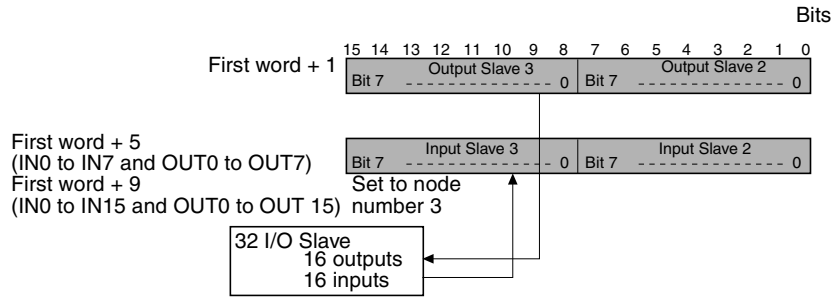 Bits
15 14 13 12 11 10 9 8 7 6 5 4 3 2 1 0
First word + 1
Output Slave 3
Output Slave 2
Bit 7 0 Bit 7 0
First word + 5
(IN0 to IN7 and OUT0 to OUT7)
Input Slave 3
Input Slave 2
Bit 7 0 Bit 7 0
First word + 9
(IN0 to IN15 and OUT0 to OUT 15)
Set to node
number 3
32 I/O Slave
16 outputs
16 inputs